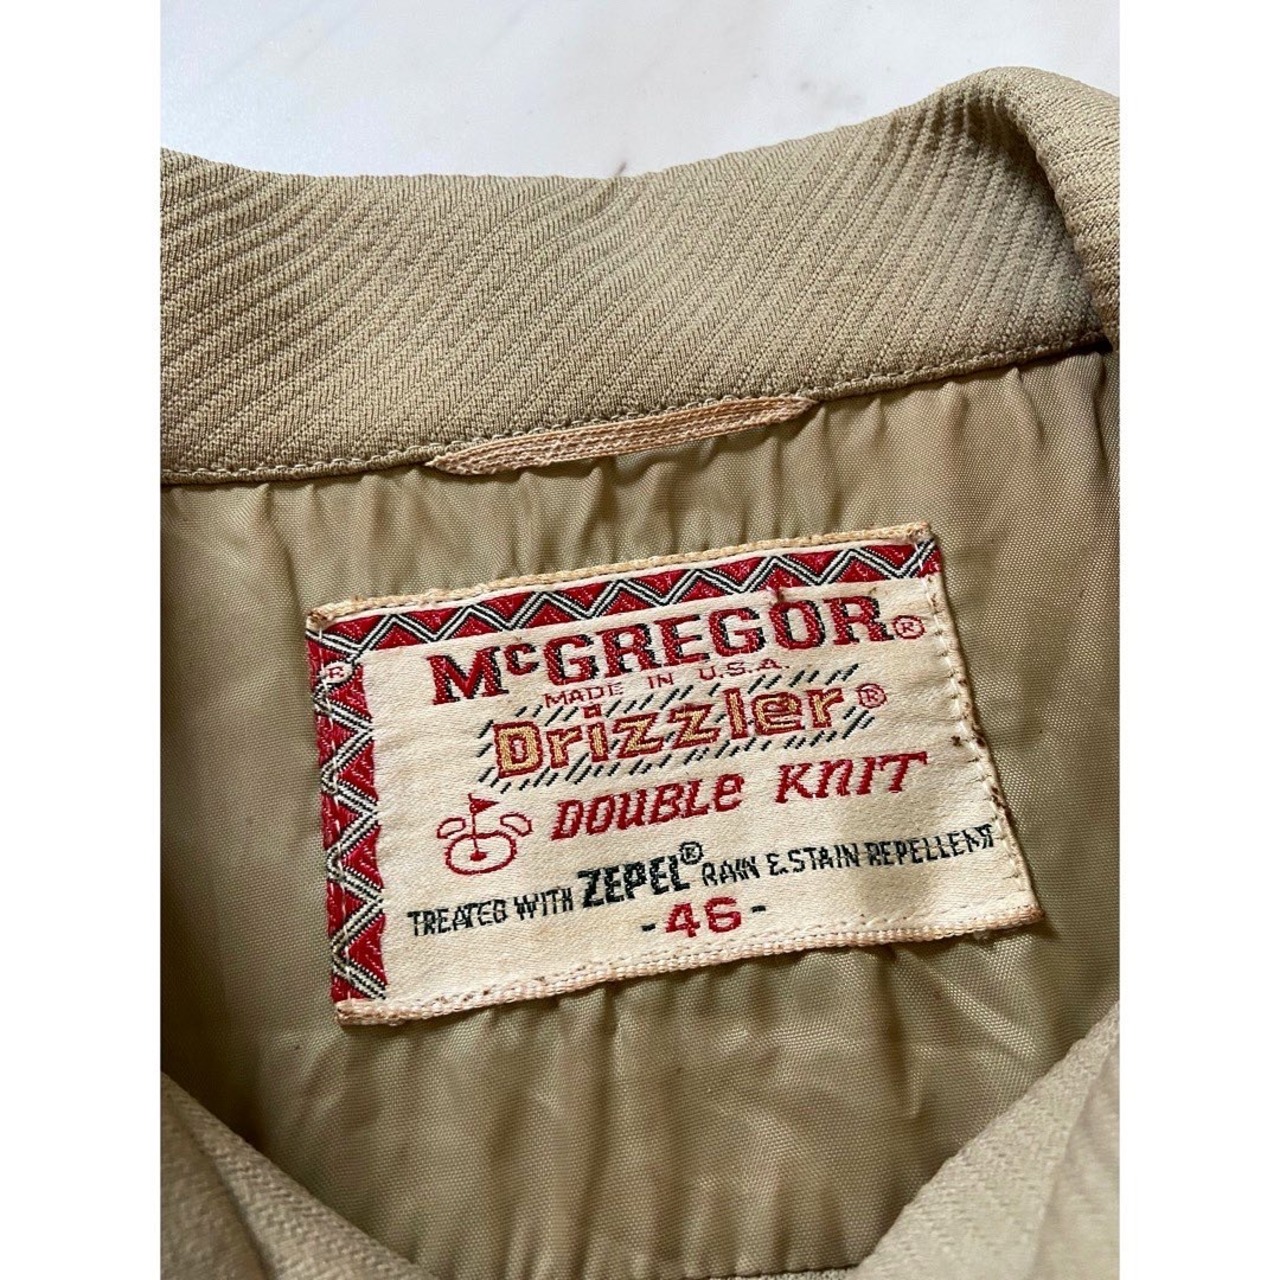 McGREGOR®
MADE IN U.S.A.
Drizzler®
DOUBLE KNIT
TREATED WITH ZEPEL® RAIN & STAIN REPELLENT
-46-
®